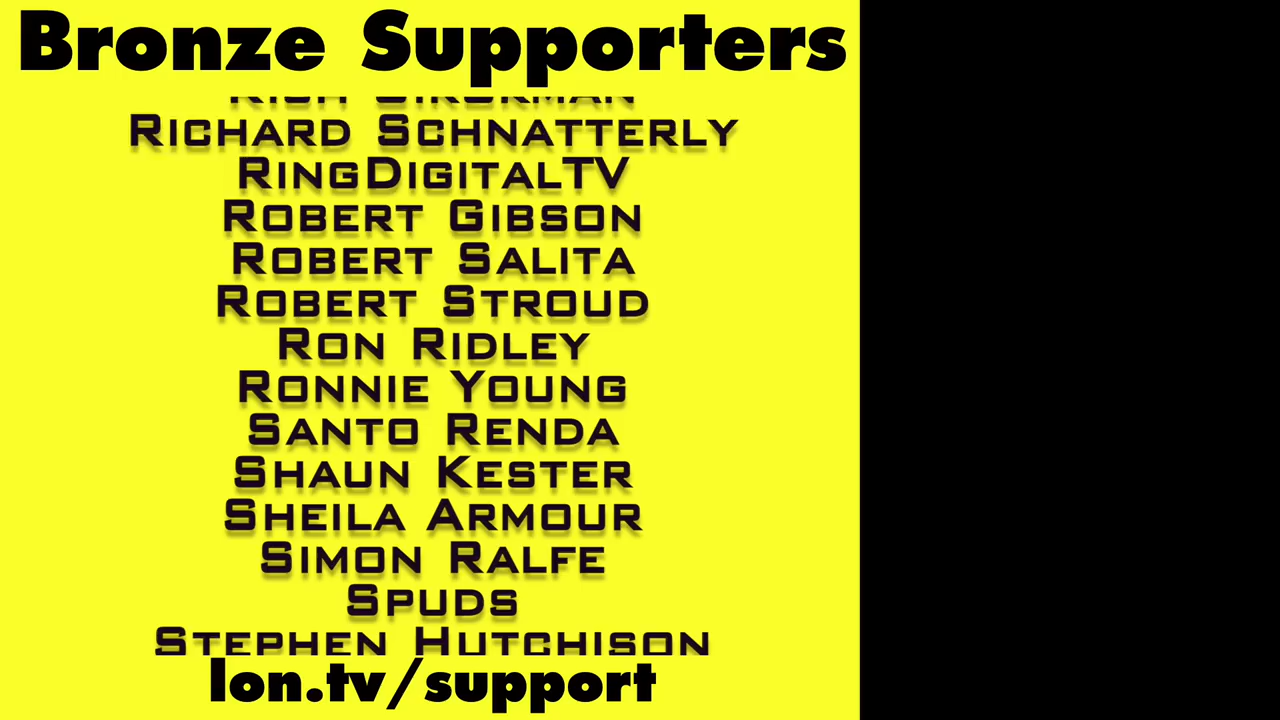 Bronze Supporters
Richard Schnatterly
RingDigitalTV
Robert Gibson
Robert Salita
Robert Stroud
Ron Ridley
Ronnie Young
Santo Renda
Shaun Kester
Sheila Armour
Simon Ralfe
Spuds
Stephen Hutchison
lon.tv/support